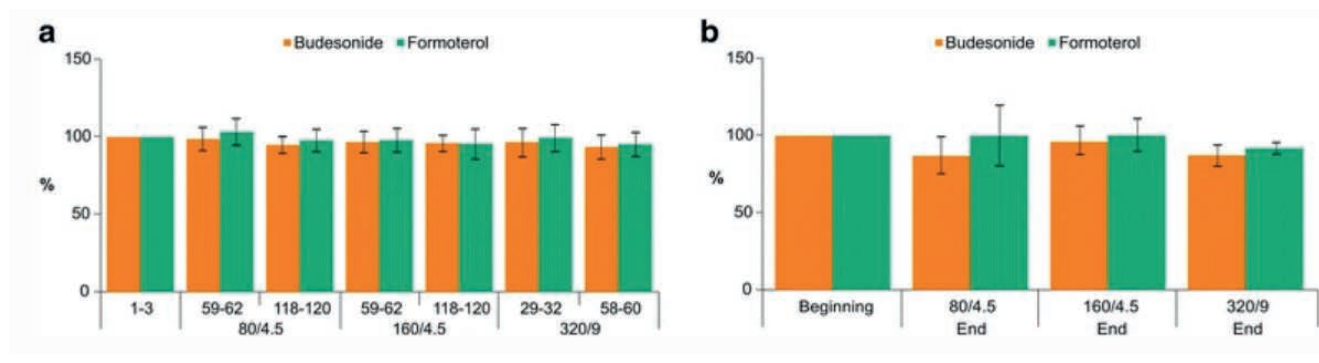 a
Budesonide Formoterol
150
100
%
50
0
1-3 59-62 118-120 59-62 118-120 29-32 58-60
80/4.5 160/4.5 320/9
b
Budesonide Formoterol
150
100
%
50
0
Beginning 80/4.5 160/4.5 320/9
End End End